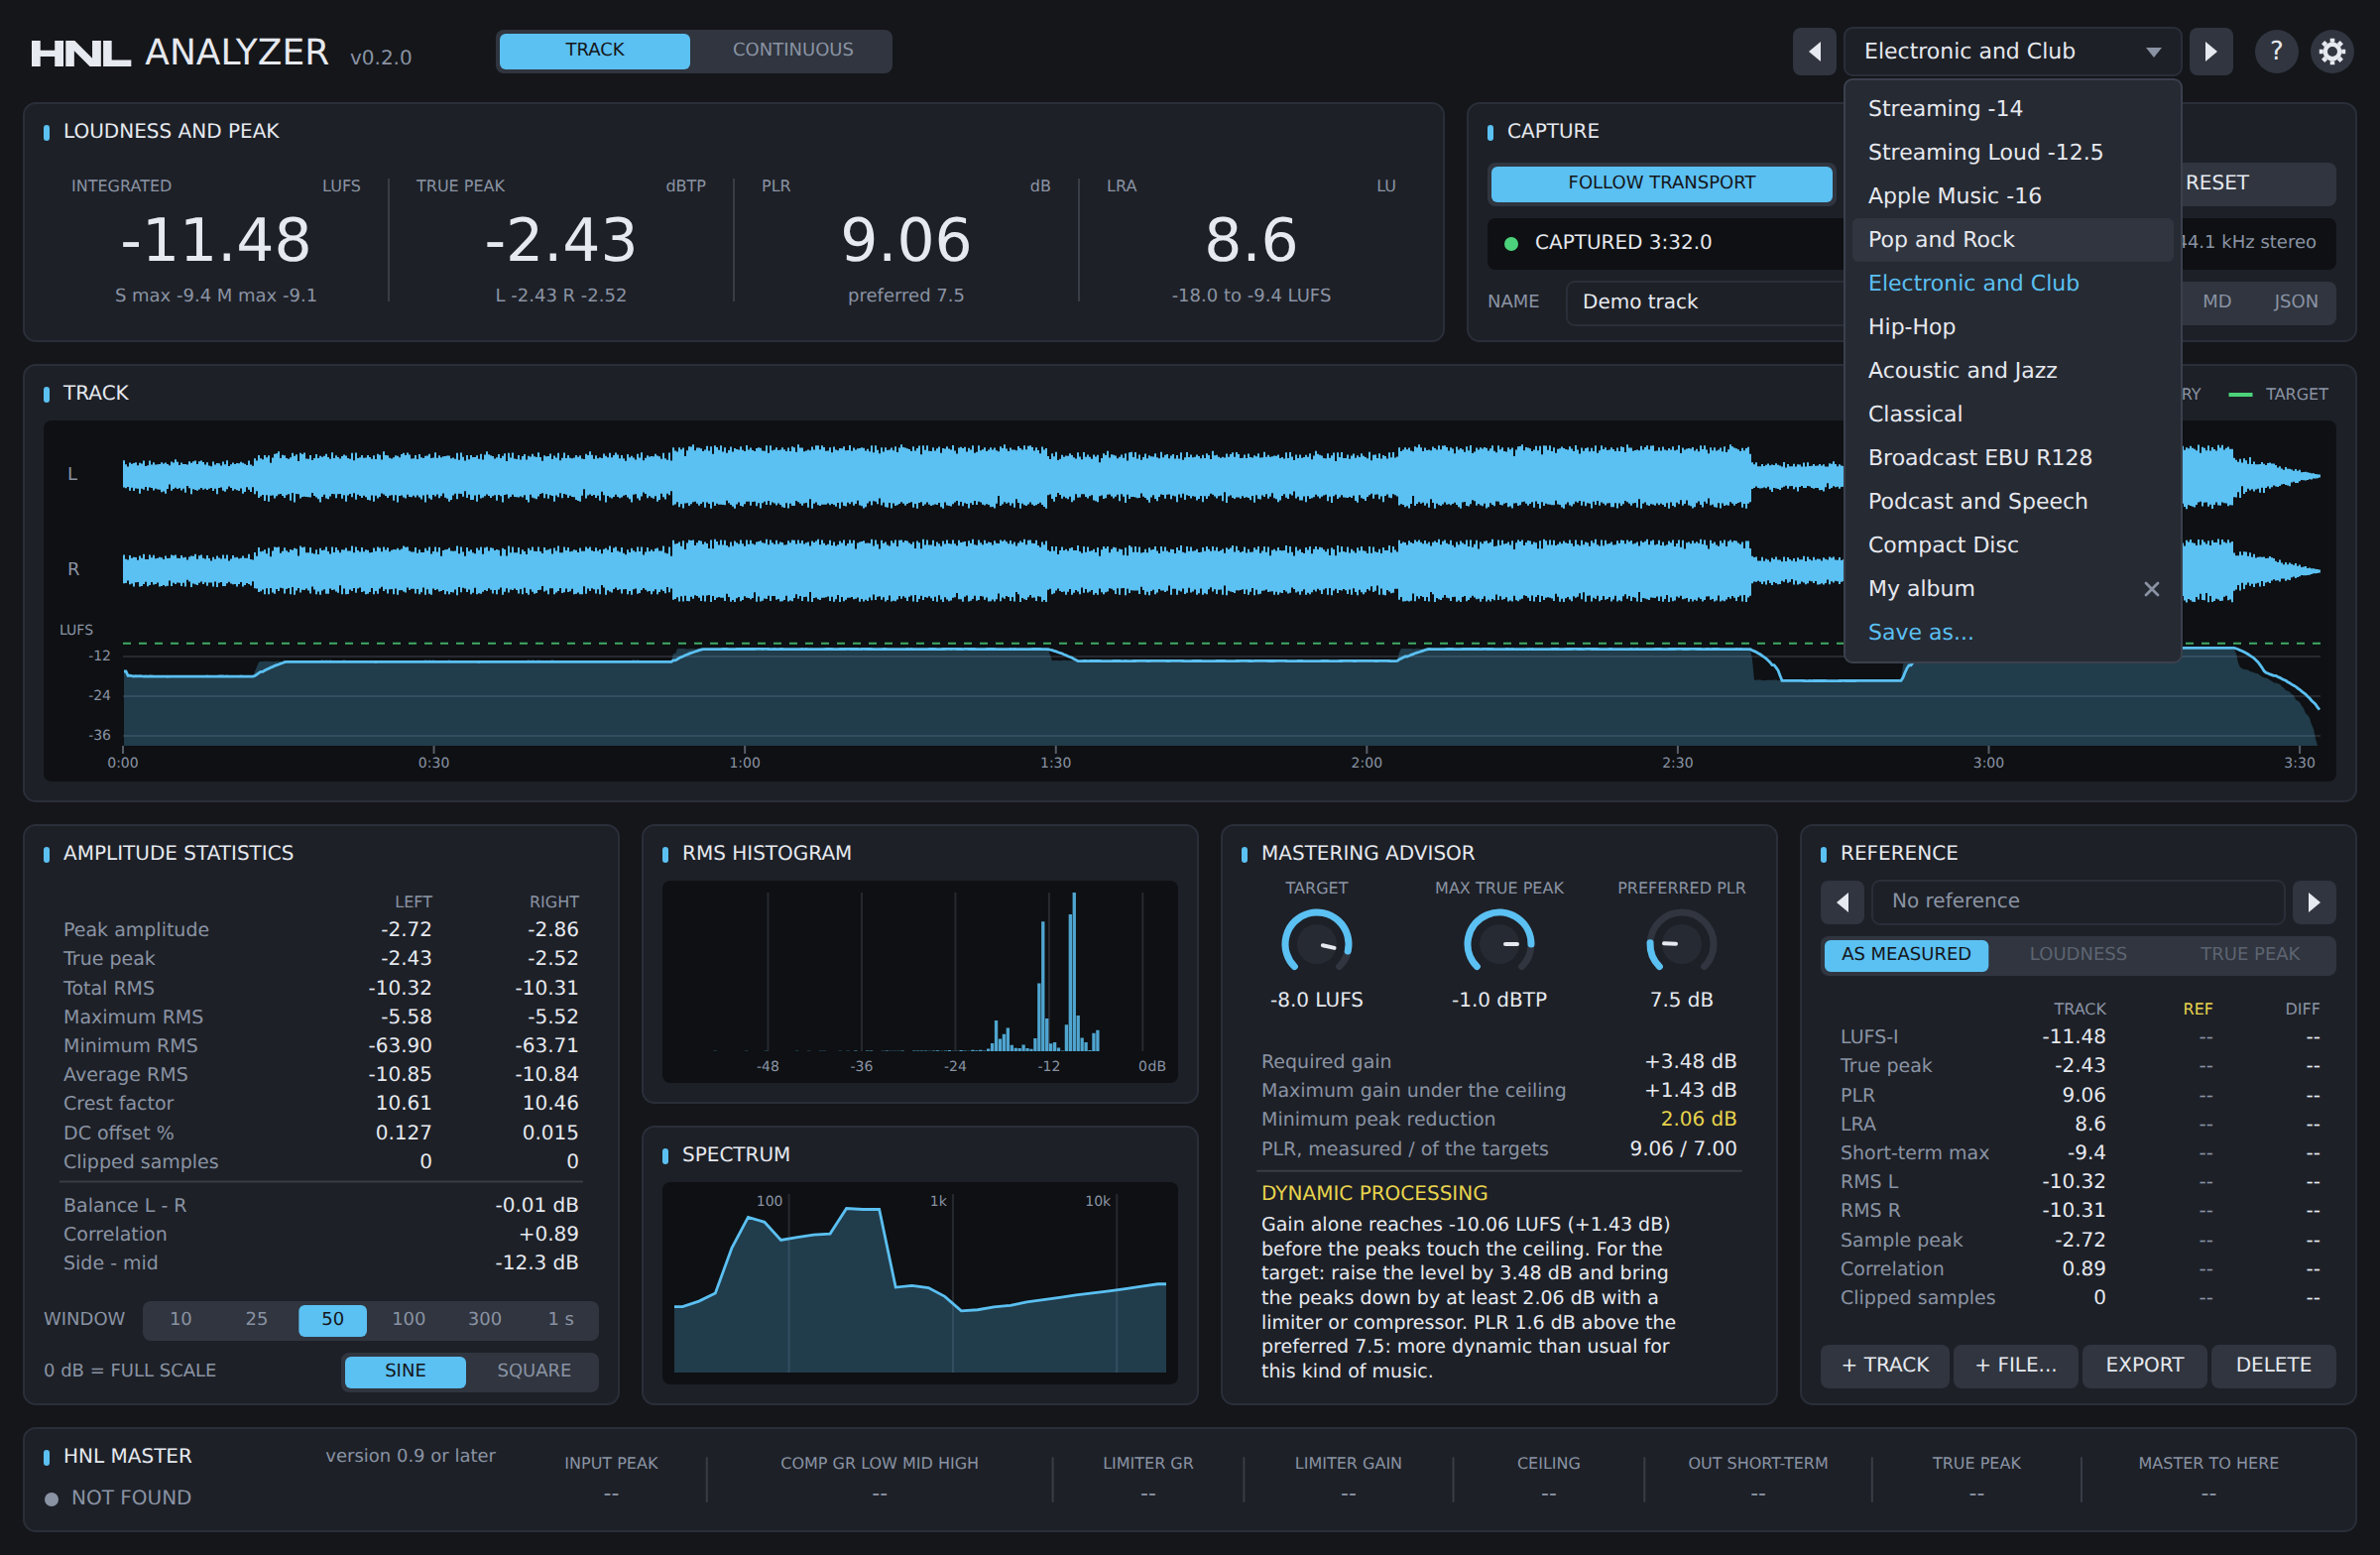 HNL ANALYZER v0.2.0
TRACK CONTINUOUS
Electronic and Club
?
Streaming -14
Streaming Loud -12.5
Apple Music -16
Pop and Rock
Electronic and Club
Hip-Hop
Acoustic and Jazz
Classical
Broadcast EBU R128
Podcast and Speech
Compact Disc
My album
Save as...
LOUDNESS AND PEAK
INTEGRATED LUFS
-11.48
S max -9.4 M max -9.1
TRUE PEAK dBTP
-2.43
L -2.43 R -2.52
PLR dB
9.06
preferred 7.5
LRA LU
8.6
-18.0 to -9.4 LUFS
CAPTURE
FOLLOW TRANSPORT
RESET
CAPTURED 3:32.0
44.1 kHz stereo
NAME Demo track
MD JSON
TRACK
TARGET
L
R
LUFS
-12
-24
-36
0:00 0:30 1:00 1:30 2:00 2:30 3:00 3:30
AMPLITUDE STATISTICS
LEFT RIGHT
Peak amplitude -2.72 -2.86
True peak -2.43 -2.52
Total RMS -10.32 -10.31
Maximum RMS -5.58 -5.52
Minimum RMS -63.90 -63.71
Average RMS -10.85 -10.84
Crest factor 10.61 10.46
DC offset % 0.127 0.015
Clipped samples 0 0
Balance L - R -0.01 dB
Correlation +0.89
Side - mid -12.3 dB
WINDOW 10 25 50 100 300 1 s
0 dB = FULL SCALE SINE SQUARE
RMS HISTOGRAM
-48 -36 -24 -12 0dB
SPECTRUM
100 1k 10k
MASTERING ADVISOR
TARGET MAX TRUE PEAK PREFERRED PLR
-8.0 LUFS -1.0 dBTP 7.5 dB
Required gain +3.48 dB
Maximum gain under the ceiling +1.43 dB
Minimum peak reduction 2.06 dB
PLR, measured / of the targets 9.06 / 7.00
DYNAMIC PROCESSING
Gain alone reaches -10.06 LUFS (+1.43 dB)
before the peaks touch the ceiling. For the
target: raise the level by 3.48 dB and bring
the peaks down by at least 2.06 dB with a
limiter or compressor. PLR 1.6 dB above the
preferred 7.5: more dynamic than usual for
this kind of music.
REFERENCE
No reference
AS MEASURED LOUDNESS TRUE PEAK
TRACK REF DIFF
LUFS-I -11.48 -- --
True peak -2.43 -- --
PLR 9.06 -- --
LRA 8.6 -- --
Short-term max -9.4 -- --
RMS L -10.32 -- --
RMS R -10.31 -- --
Sample peak -2.72 -- --
Correlation 0.89 -- --
Clipped samples 0 -- --
+ TRACK + FILE... EXPORT DELETE
HNL MASTER version 0.9 or later
NOT FOUND
INPUT PEAK COMP GR LOW MID HIGH LIMITER GR LIMITER GAIN CEILING OUT SHORT-TERM TRUE PEAK MASTER TO HERE
-- -- -- -- -- -- -- --